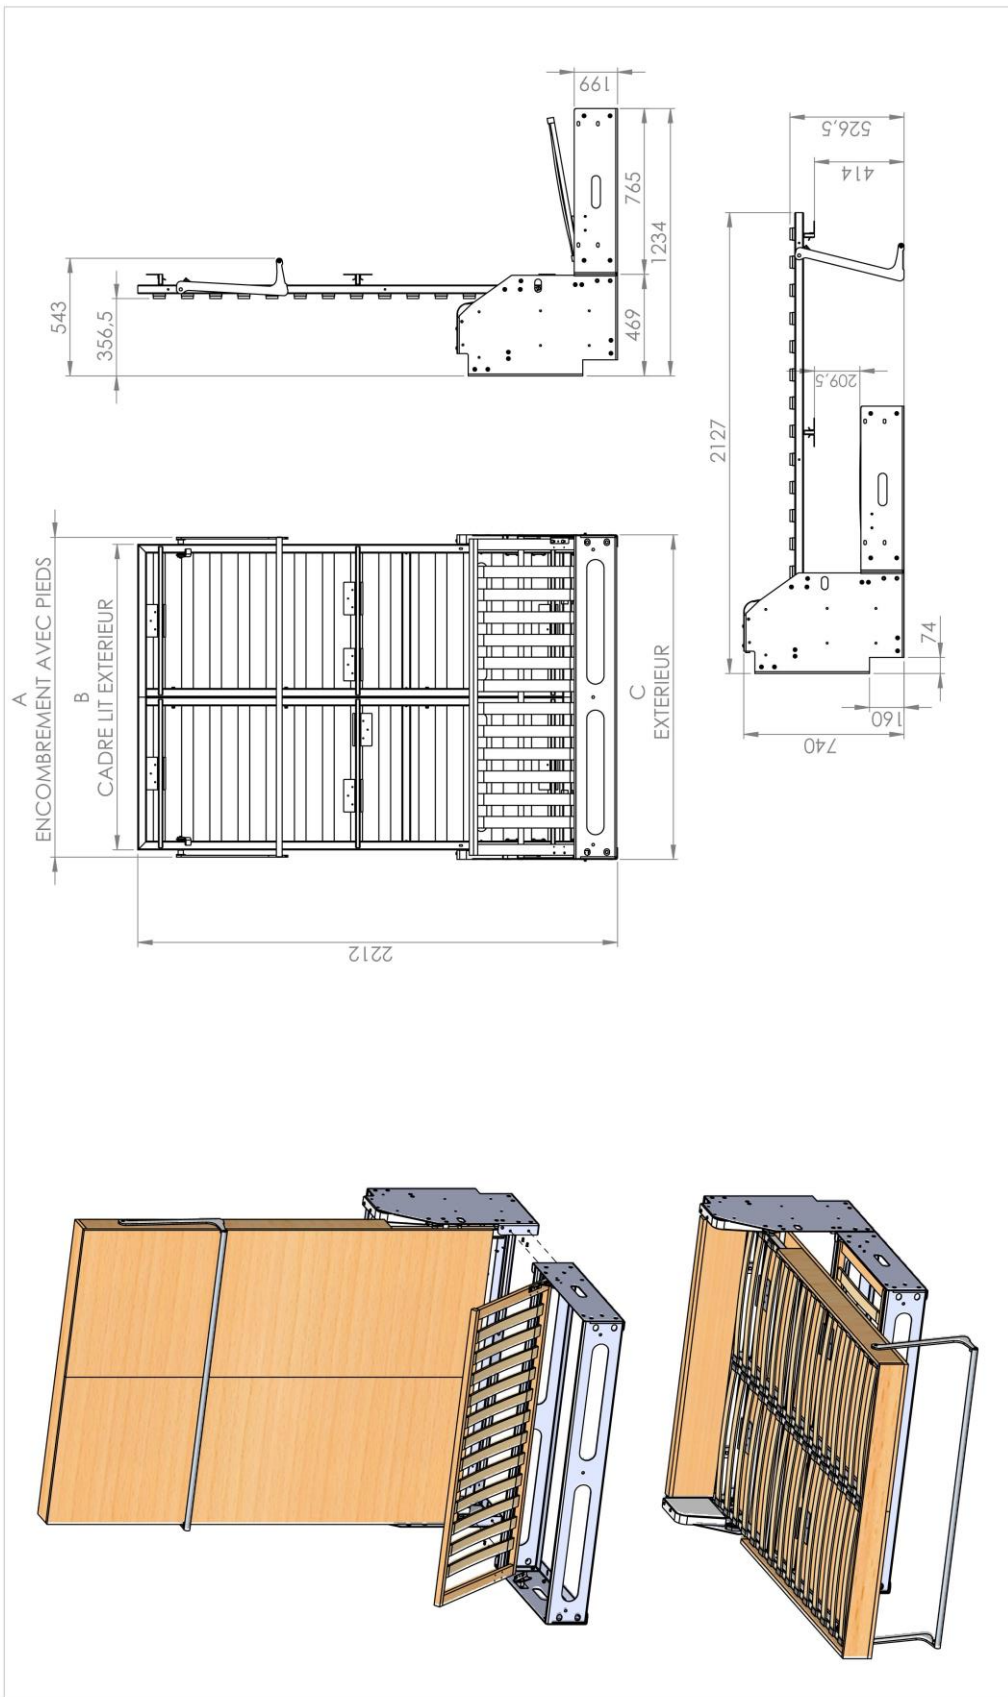 199
543
356,5
765
1234
469
526,5
414
209,5
2127
74
160
740
A
ENCOMBREMENT AVEC PIEDS
B
CADRE LIT EXTERIEUR
C
EXTERIEUR
2212